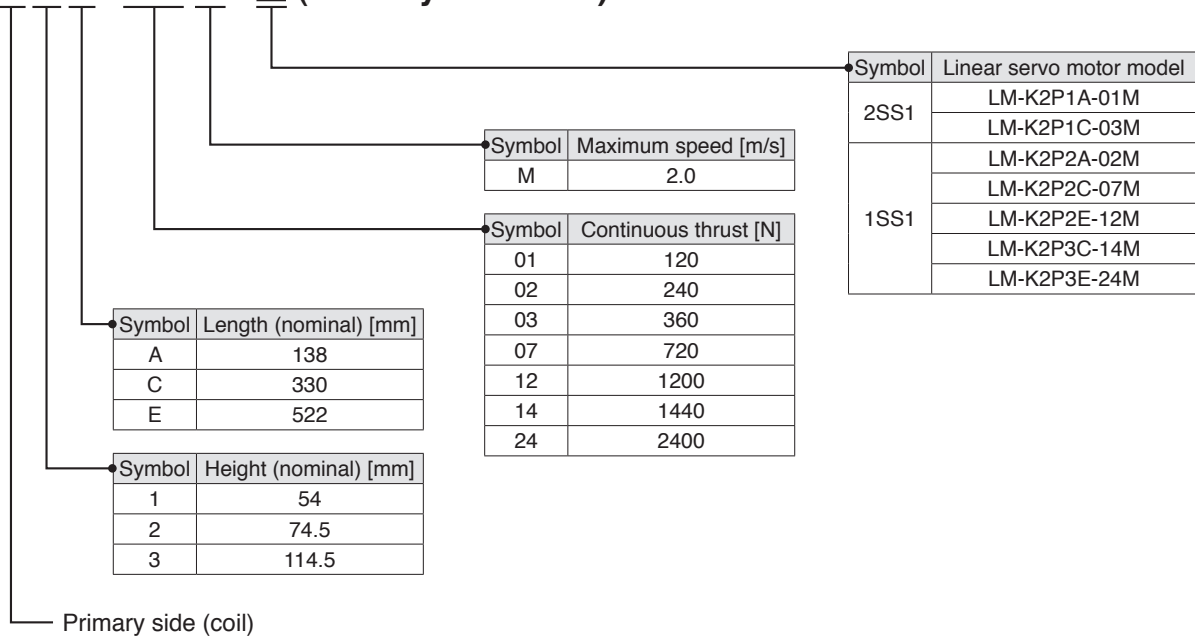 Symbol Linear servo motor model
2SS1 LM-K2P1A-01M
LM-K2P1C-03M
1SS1 LM-K2P2A-02M
LM-K2P2C-07M
LM-K2P2E-12M
LM-K2P3C-14M
LM-K2P3E-24M
Symbol Maximum speed [m/s]
M 2.0
Symbol Continuous thrust [N]
01 120
02 240
03 360
07 720
12 1200
14 1440
24 2400
Symbol Length (nominal) [mm]
A 138
C 330
E 522
Symbol Height (nominal) [mm]
1 54
2 74.5
3 114.5
Primary side (coil)